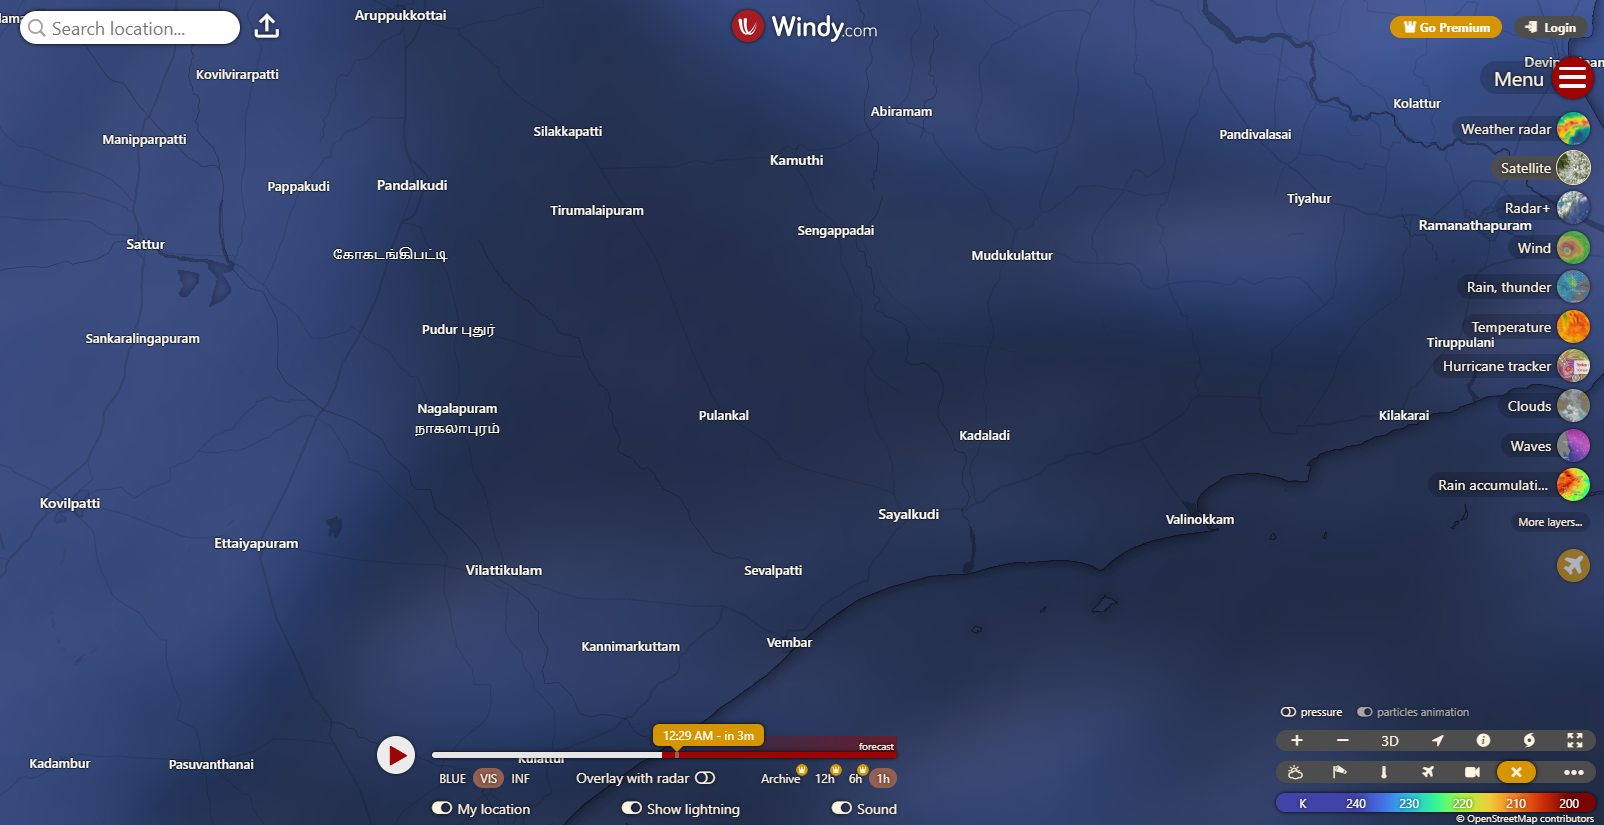 Search location...
Windy.com
Go Premium
Login
Aruppukkottai
Kovilvirarpatti
Menu
Kolattur
Abiramam
Silakkapatti
Manipparpatti
Pandivalasai
Weather radar
Kamuthi
Satellite
Pappakudi
Pandalkudi
Tiyahur
Radar+
Tirumalaipuram
Ramanathapuram
Sengappadai
Sattur
Wind
கோகடங்கிபட்டி
Mudukulattur
Rain, thunder
Pudur புதூர்
Temperature
Sankaralingapuram
Tiruppulani
Hurricane tracker
Clouds
Nagalapuram
நாகலாபுரம்
Pulankal
Kilakarai
Kadaladi
Waves
Rain accumulati...
Kovilpatti
Sayalkudi
Valinokkam
More layers...
Ettaiyapuram
Vilattikulam
Sevalpatti
Kannimarkuttam
Vembar
pressure
particles animation
12:29 AM - in 3m
forecast
3D
Kadambur
Pasuvanthanai
BLUE VIS INF
Overlay with radar
Archive 12h 6h 1h
My location
Show lightning
Sound
K 240 230 220 210 200
© OpenStreetMap contributors